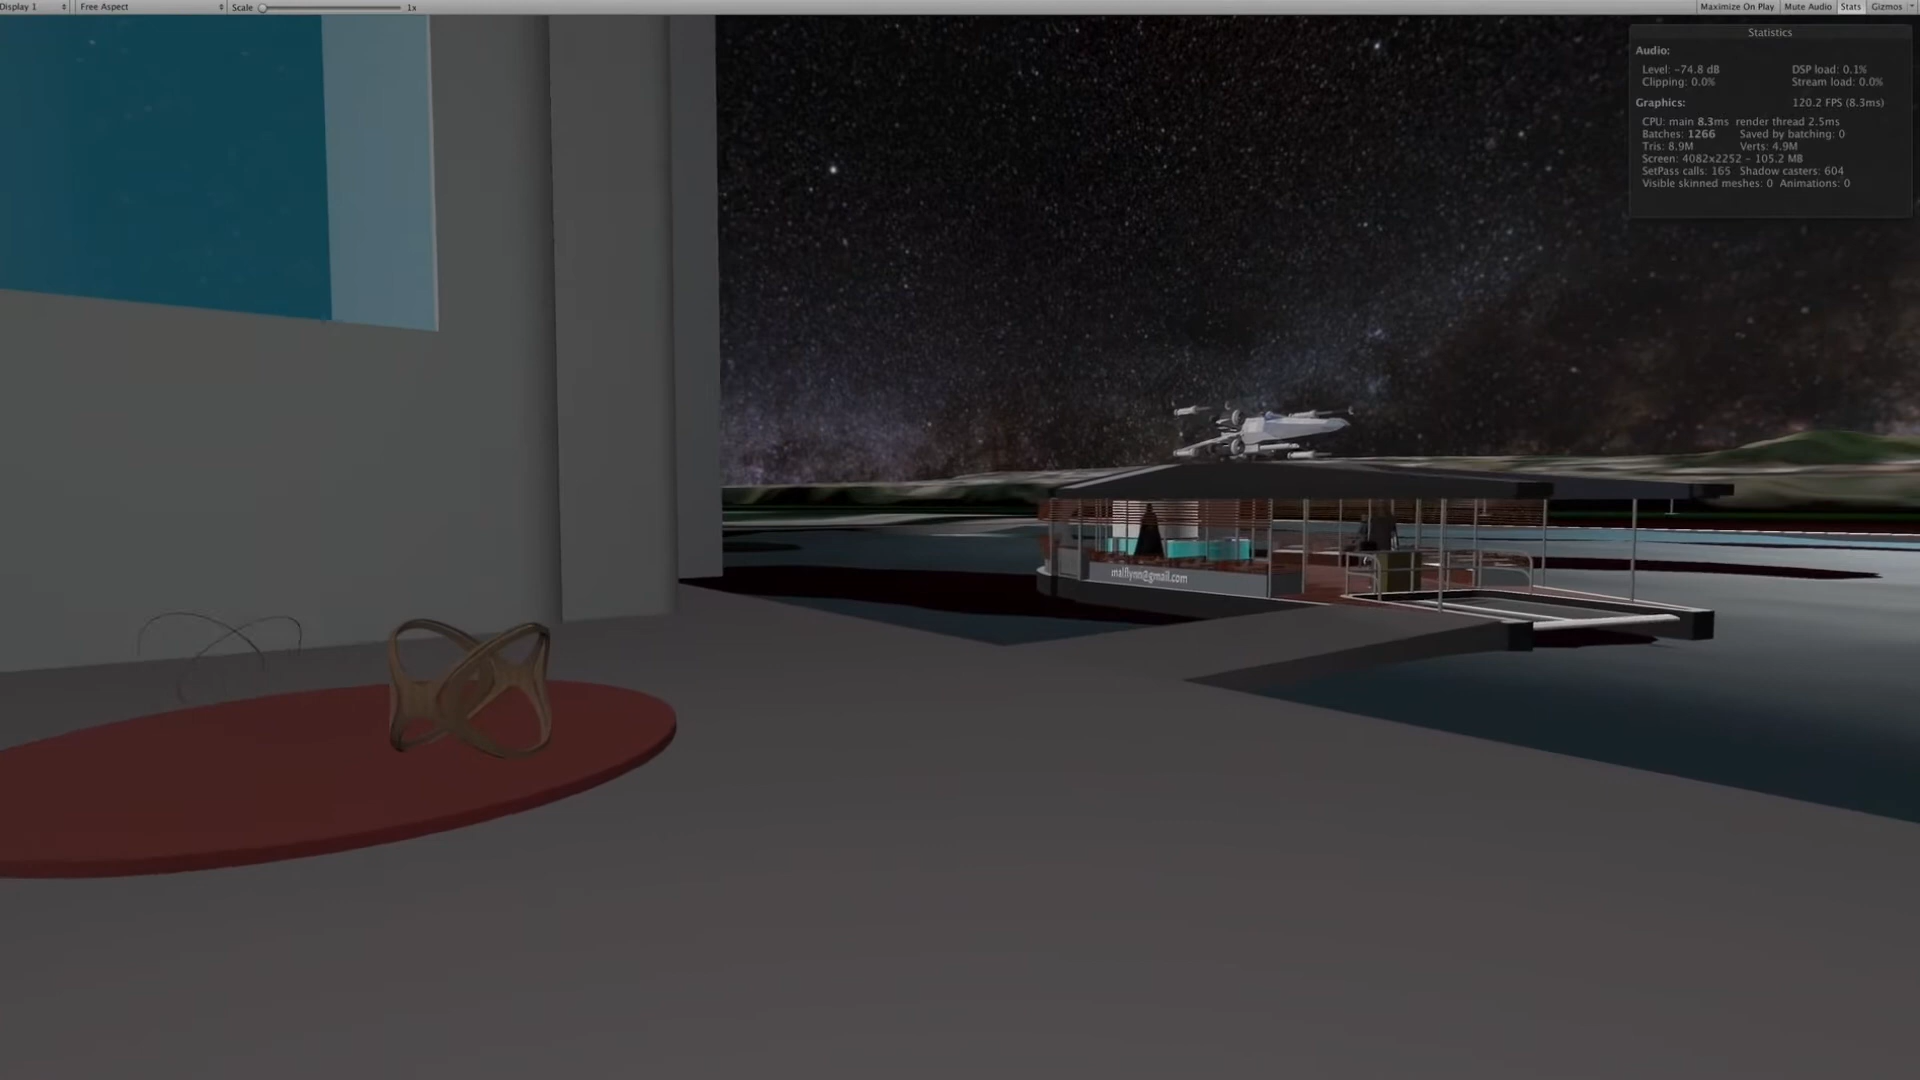 Display 1 Free Aspect Scale 1x Maximize On Play Mute Audio Stats Gizmos
Statistics
Audio:
Level: -74.8 dB DSP load: 0.1%
Clipping: 0.0% Stream load: 0.0%
Graphics: 120.2 FPS (8.3ms)
CPU: main 8.3ms render thread 2.5ms
Batches: 1266 Saved by batching: 0
Tris: 8.9M Verts: 4.9M
Screen: 4082x2252 - 105.2 MB
SetPass calls: 165 Shadow casters: 604
Visible skinned meshes: 0 Animations: 0
malflynn@gmail.com